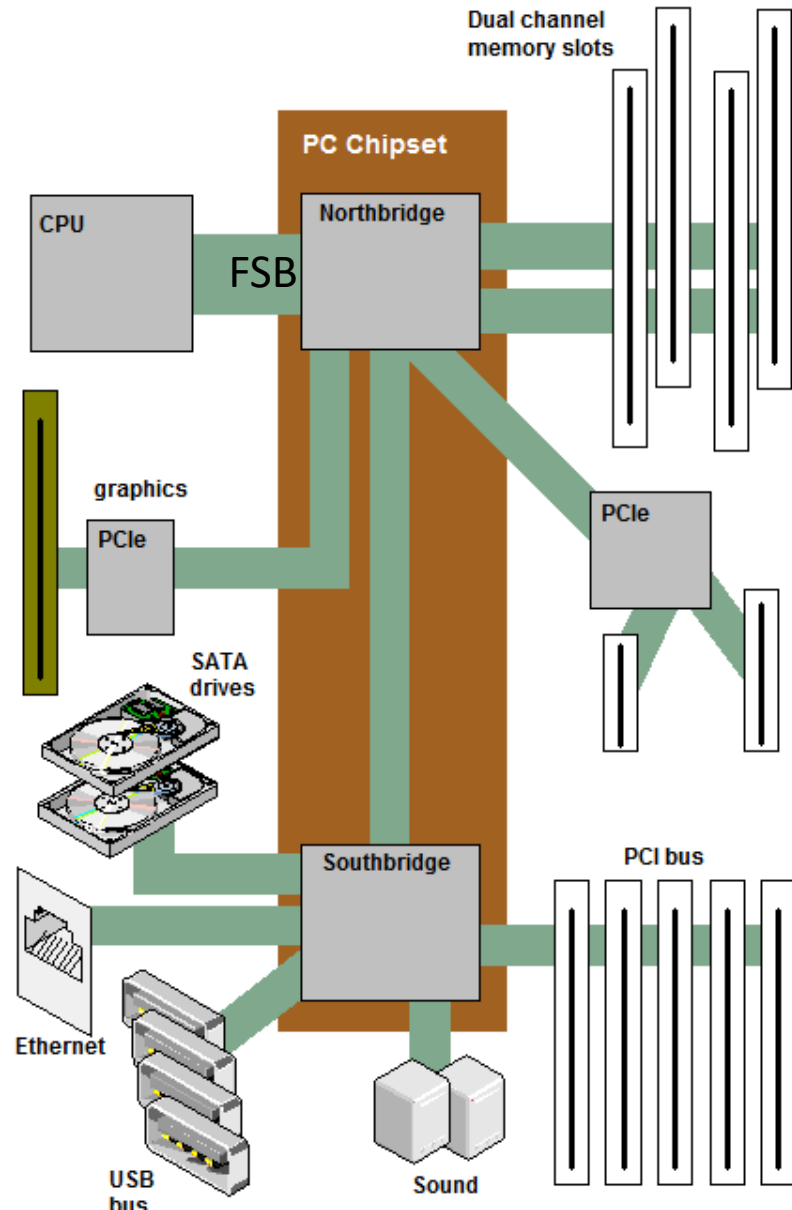 Dual channel
memory slots
PC Chipset
CPU
Northbridge
FSB
graphics
PCIe
PCIe
SATA
drives
Southbridge
PCI bus
Ethernet
USB
bus
Sound